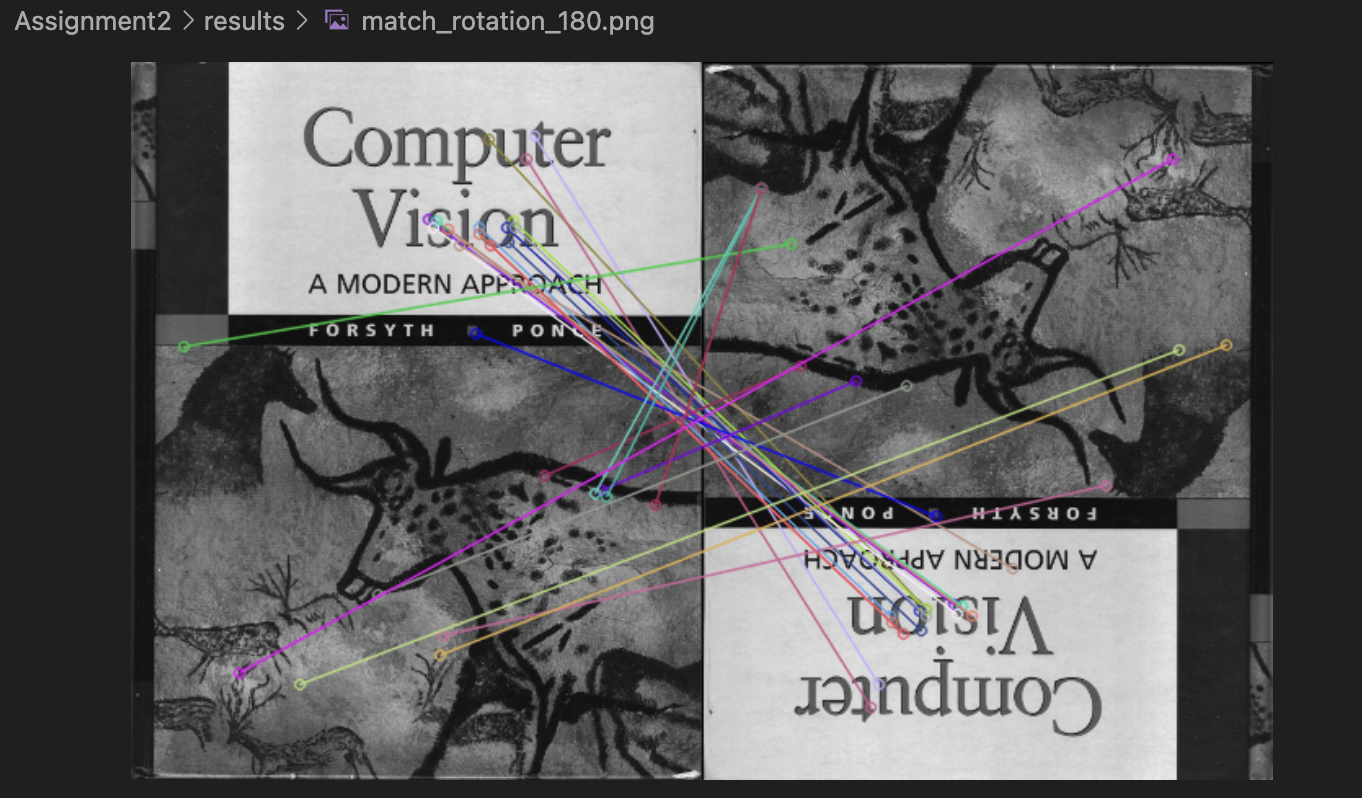 Assignment2 > results > match_rotation_180.png
Computer
Vision
A MODERN APPROACH
FORSYTH PONCE
FORSYTH PONCE
A MODERN APPROACH
Vision
Computer